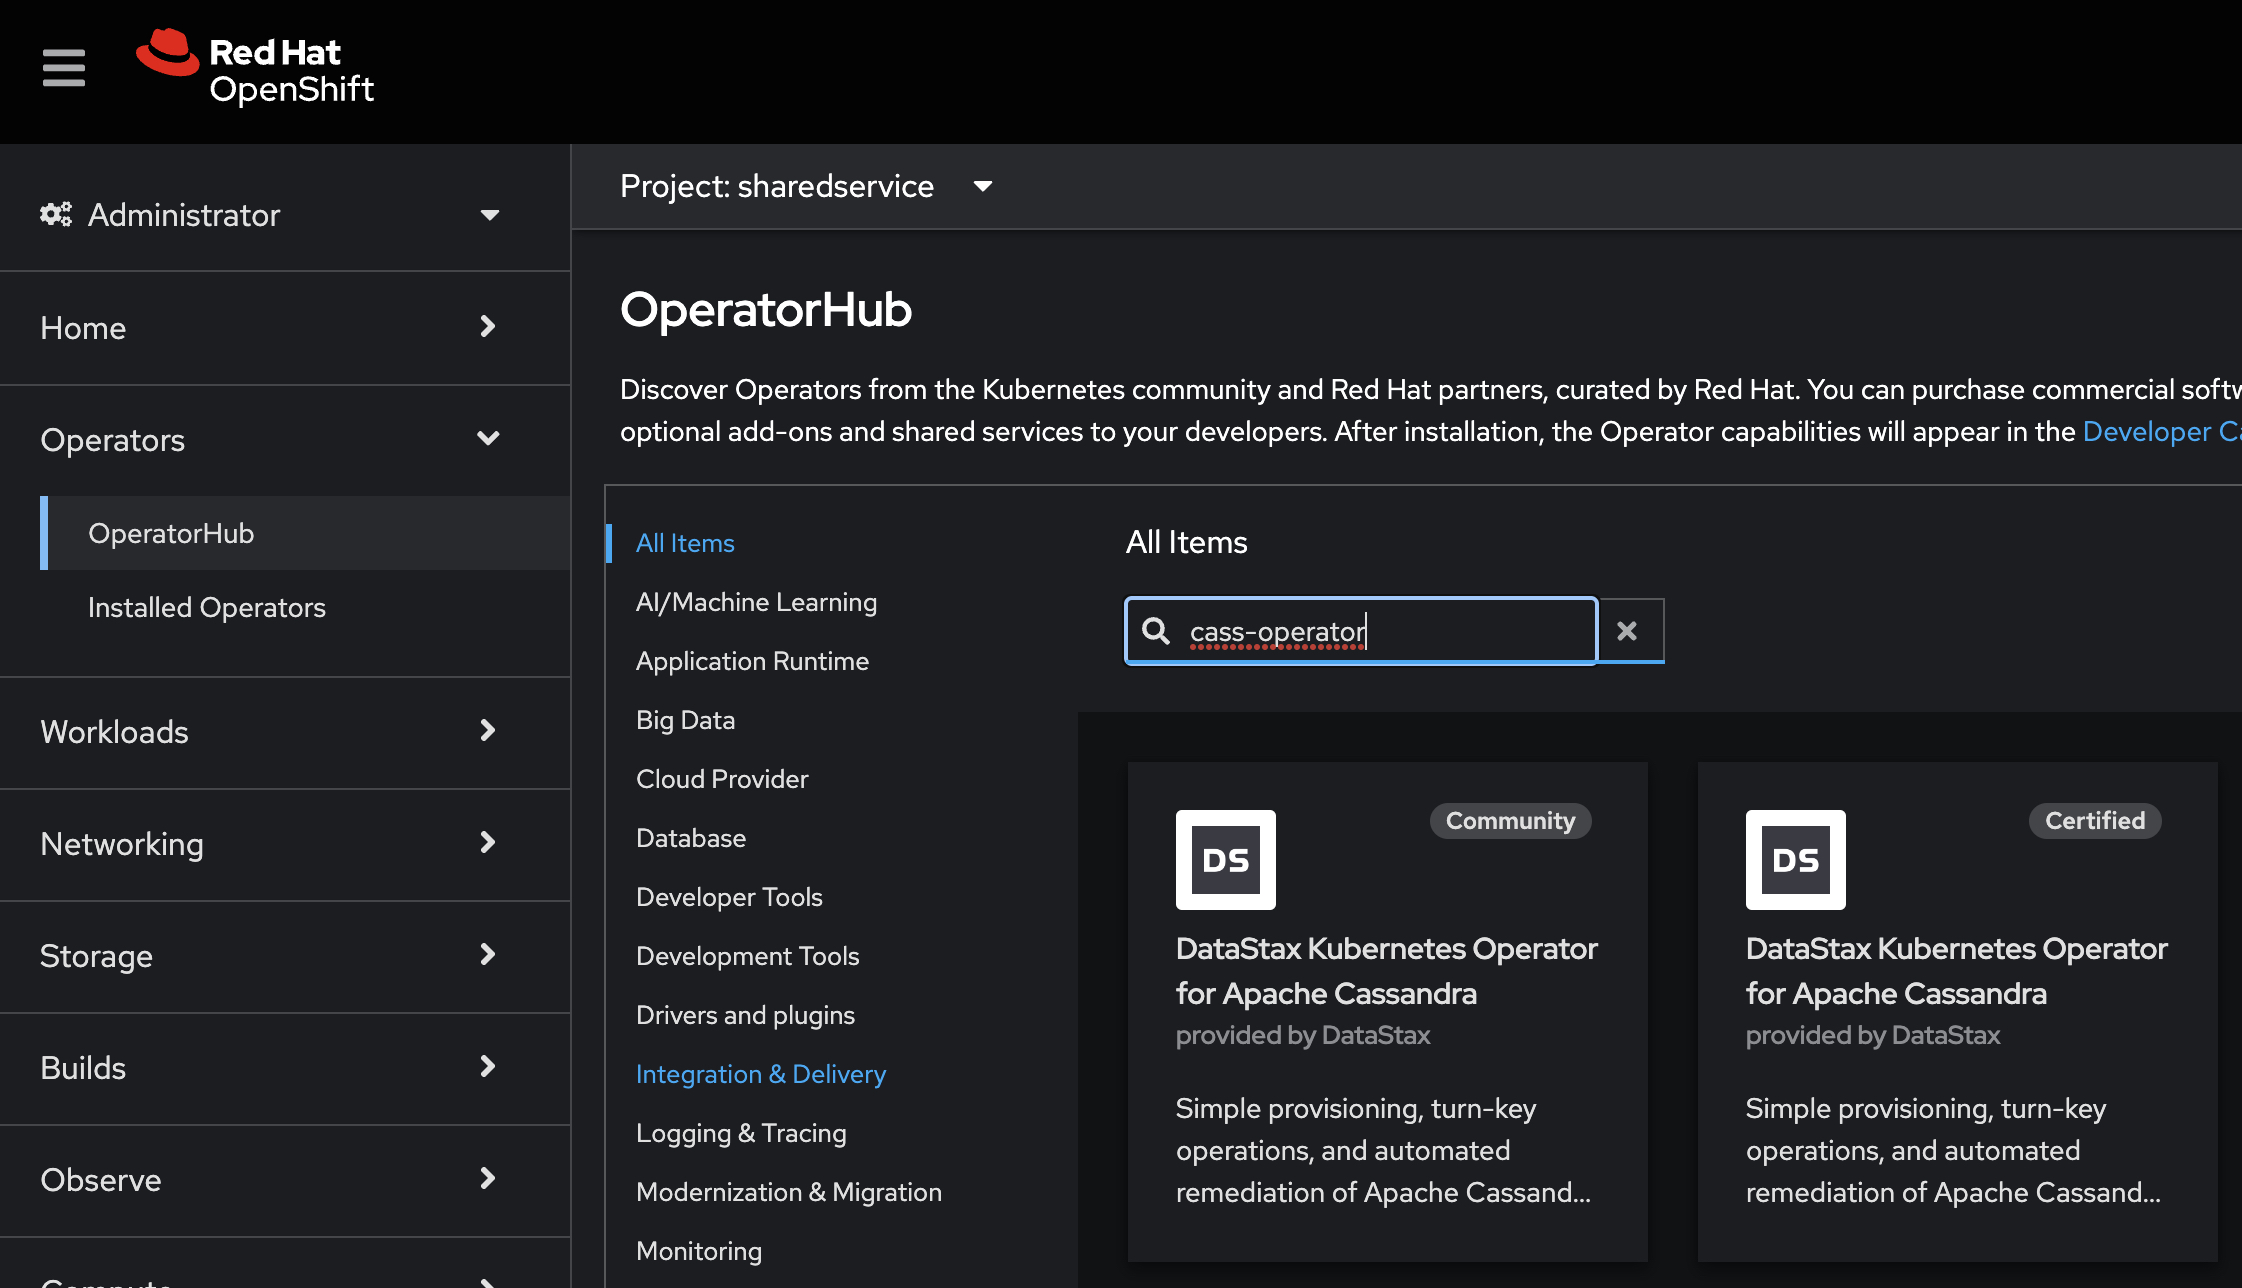 Red Hat
OpenShift
Administrator
Home
Operators
OperatorHub
Installed Operators
Workloads
Networking
Storage
Builds
Observe
Project: sharedservice
OperatorHub
Discover Operators from the Kubernetes community and Red Hat partners, curated by Red Hat. You can purchase commercial
optional add-ons and shared services to your developers. After installation, the Operator capabilities will appear in the Developer
All Items
AI/Machine Learning
Application Runtime
Big Data
Cloud Provider
Database
Developer Tools
Development Tools
Drivers and plugins
Integration & Delivery
Logging & Tracing
Modernization & Migration
Monitoring
All Items
cass-operator
DS
Community
DataStax Kubernetes Operator
for Apache Cassandra
provided by DataStax
Simple provisioning, turn-key
operations, and automated
remediation of Apache Cassand...
DS
Certified
DataStax Kubernetes Operator
for Apache Cassandra
provided by DataStax
Simple provisioning, turn-key
operations, and automated
remediation of Apache Cassand...